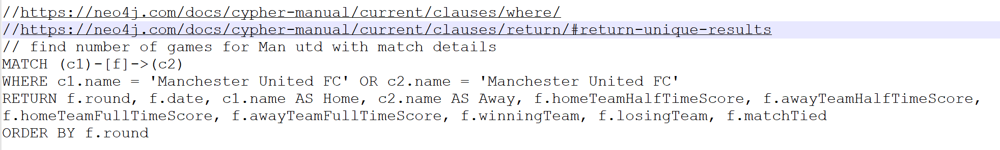 //https://neo4j.com/docs/cypher-manual/current/clauses/where/
//https://neo4j.com/docs/cypher-manual/current/clauses/return/#return-unique-results
// find number of games for Man utd with match details
MATCH (c1)-[f]->(c2)
WHERE c1.name = 'Manchester United FC' OR c2.name = 'Manchester United FC'
RETURN f.round, f.date, c1.name AS Home, c2.name AS Away, f.homeTeamHalfTimeScore, f.awayTeamHalfTimeScore,
f.homeTeamFullTimeScore, f.awayTeamFullTimeScore, f.winningTeam, f.losingTeam, f.matchTied
ORDER BY f.round